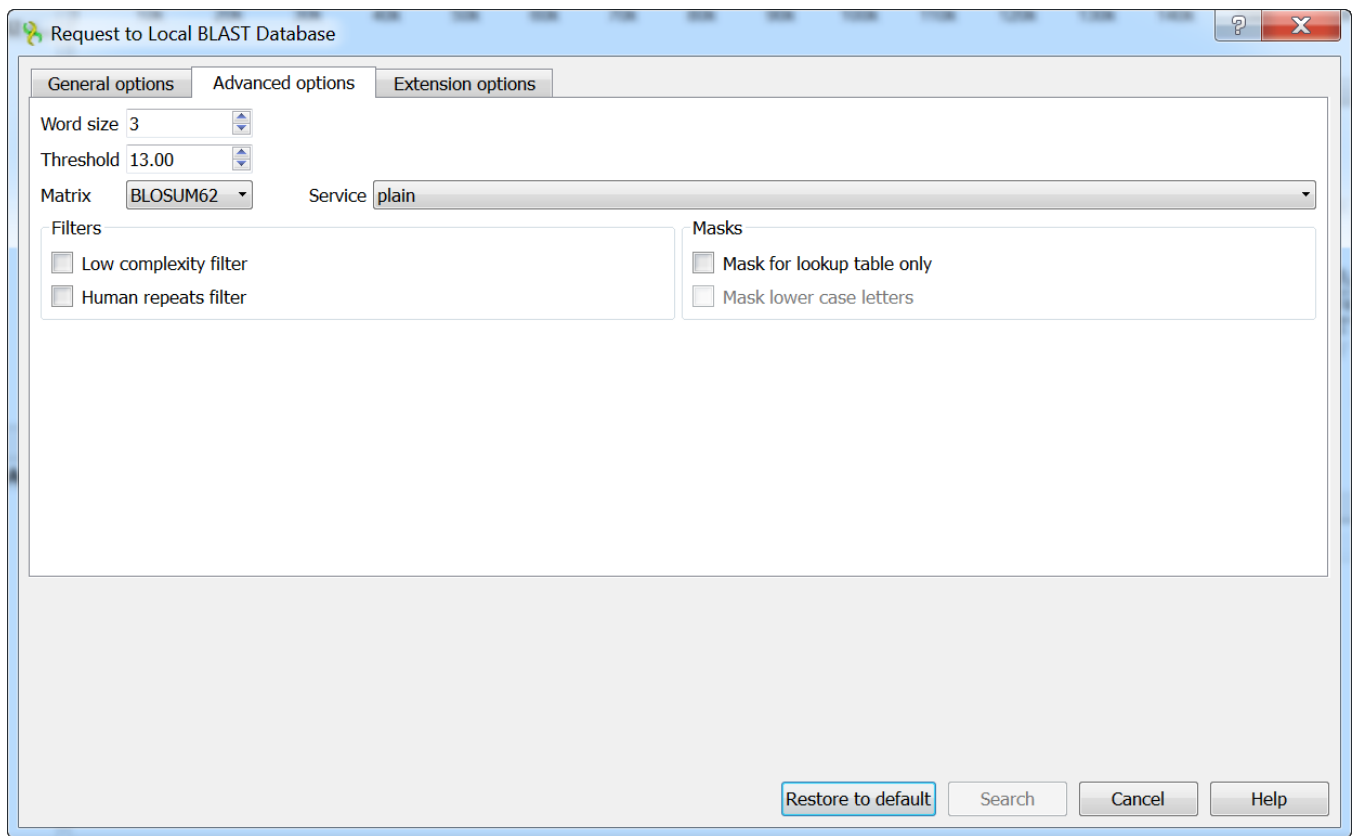 Request to Local BLAST Database
General options Advanced options Extension options
Word size 3
Threshold 13.00
Matrix BLOSUM62 Service plain
Filters Masks
Low complexity filter Mask for lookup table only
Human repeats filter Mask lower case letters
Restore to default Search Cancel Help